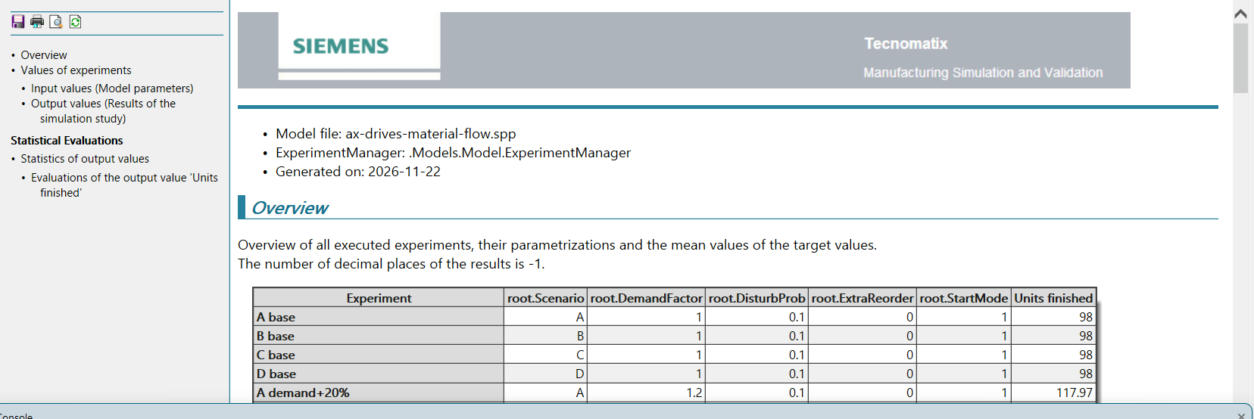 • Overview
• Values of experiments
• Input values (Model parameters)
• Output values (Results of the
simulation study)
Statistical Evaluations
• Statistics of output values
• Evaluations of the output value 'Units
finished'
SIEMENS
Tecnomatix
Manufacturing Simulation and Validation
• Model file: ax-drives-material-flow.spp
• ExperimentManager: .Models.Model.ExperimentManager
• Generated on: 2026-11-22
Overview
Overview of all executed experiments, their parametrizations and the mean values of the target values.
The number of decimal places of the results is -1.
Experiment root.Scenario root.DemandFactor root.DisturbProb root.ExtraReorder root.StartMode Units finished
A base A 1 0.1 0 1 98
B base B 1 0.1 0 1 98
C base C 1 0.1 0 1 98
D base D 1 0.1 0 1 98
A demand+20% A 1.2 0.1 0 1 117.97
Console